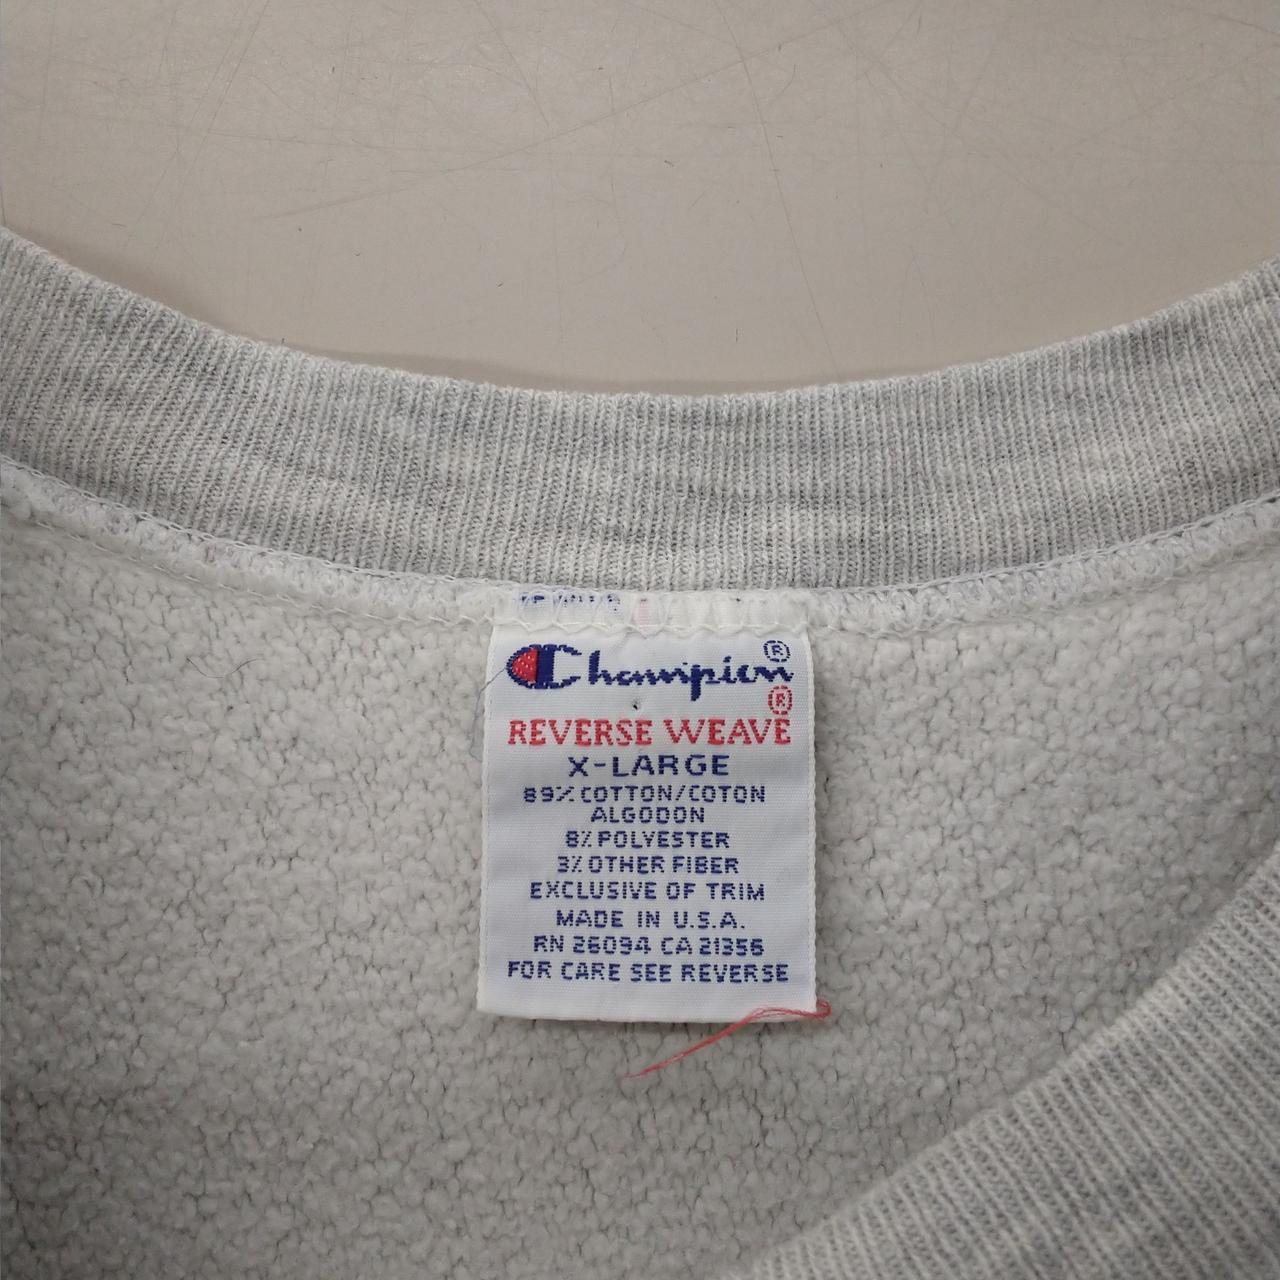 Champion®
®
REVERSE WEAVE
X-LARGE
89% COTTON/COTON
ALGODON
8% POLYESTER
3% OTHER FIBER
EXCLUSIVE OF TRIM
MADE IN U.S.A.
RN 26094 CA 21356
FOR CARE SEE REVERSE